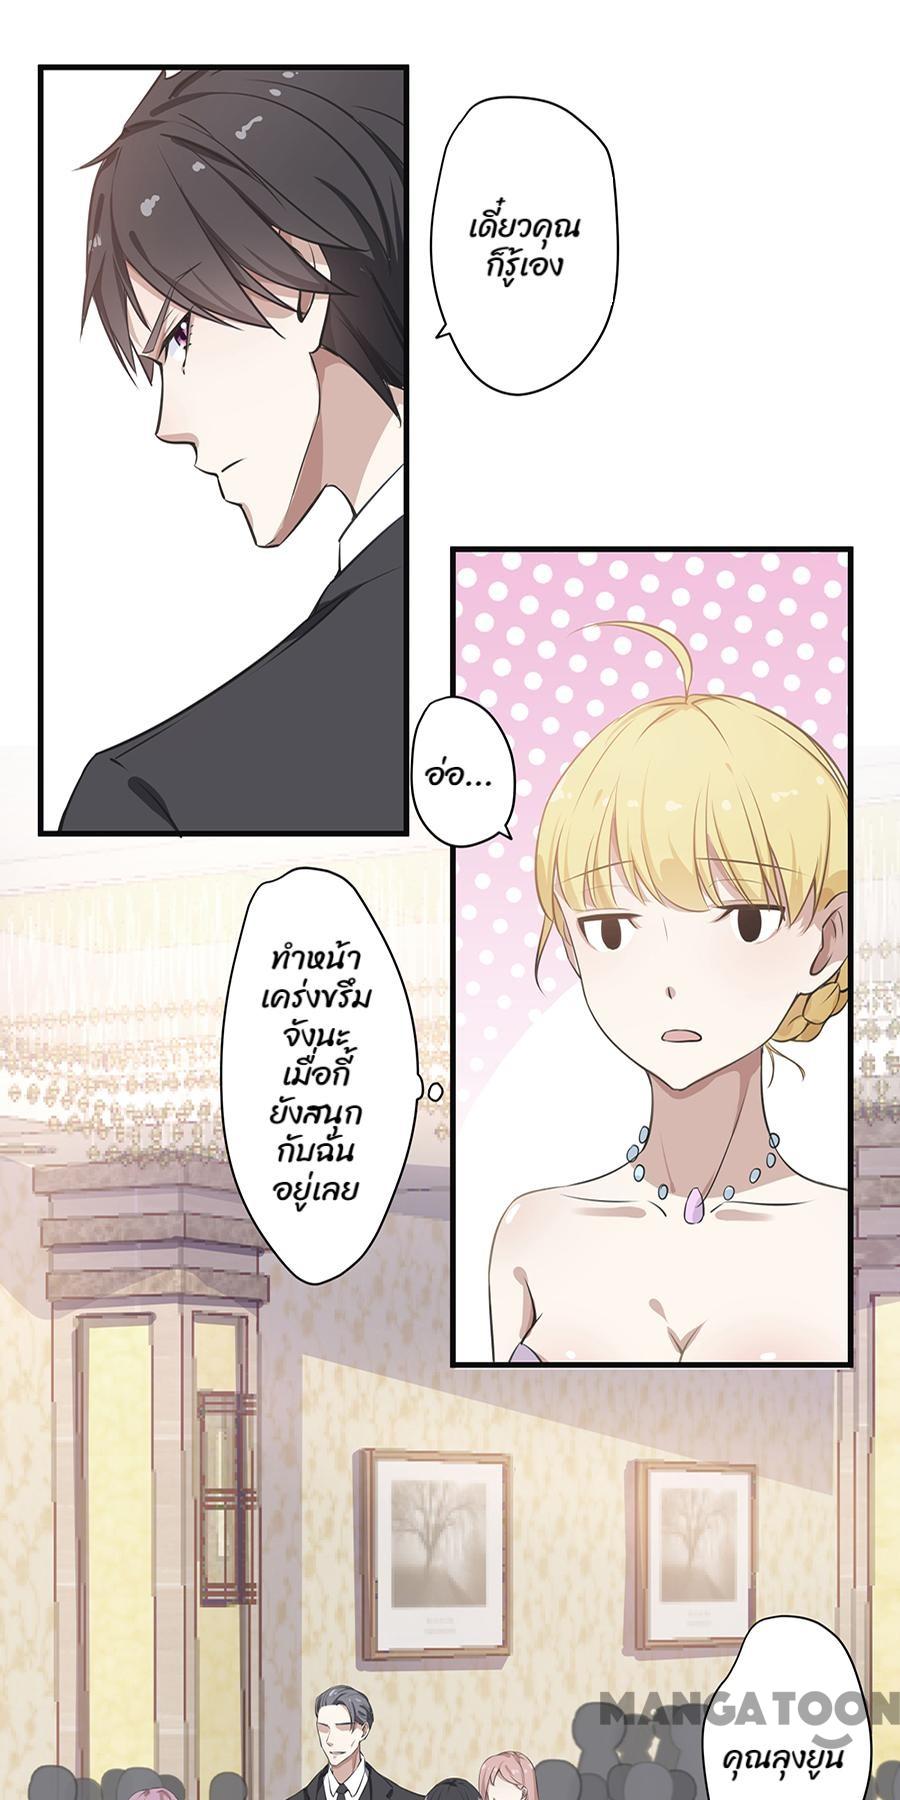 เดี๋ยวคุณ
ก็รู้เอง
อ่อ...
ทำหน้า
เคร่งขรึม
จังนะ
เมื่อกี้
ยังสนุก
กับฉัน
อยู่เลย
MANGATOON
คุณลุงยูน